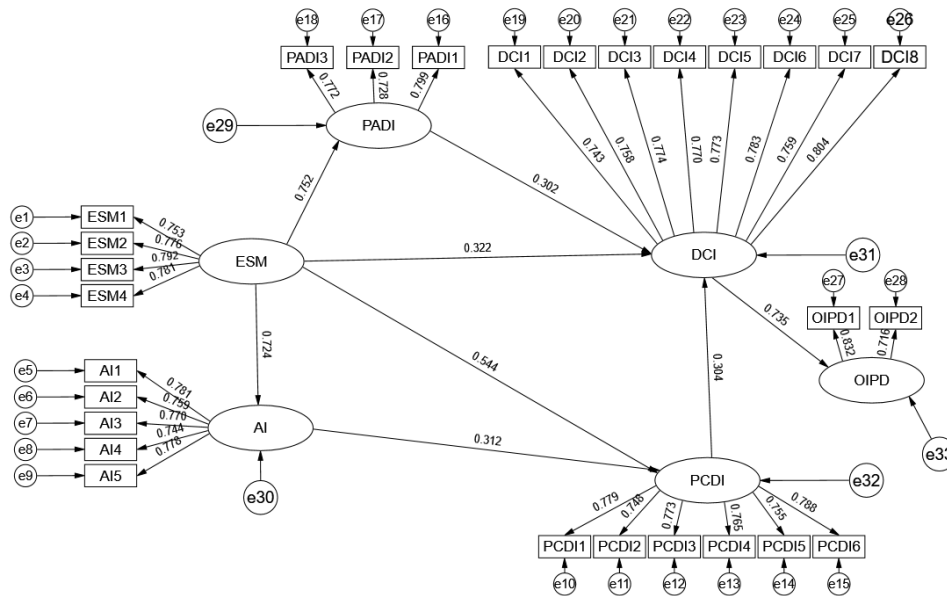 e18 e17 e16 e19 e20 e21 e22 e23 e24 e25 e26
PADI3 PADI2 PADI1 DCI1 DCI2 DCI3 DCI4 DCI5 DCI6 DCI7 DCI8
0.772 0.728 0.799
e29 PADI
0.743 0.758 0.774 0.770 0.773 0.783 0.759 0.804
0.752 0.302
e1 ESM1 0.753
e2 ESM2 0.776
e3 ESM3 0.792
e4 ESM4 0.781
ESM 0.322 DCI e31
e27 e28
OIPD1 OIPD2
0.735 0.832 0.716
OIPD
e33
0.724 0.544 0.304
e5 AI1 0.781
e6 AI2 0.759
e7 AI3 0.770
e8 AI4 0.744
e9 AI5 0.778
AI 0.312
e30
PCDI e32
0.779 0.748 0.773 0.765 0.755 0.788
PCDI1 PCDI2 PCDI3 PCDI4 PCDI5 PCDI6
e10 e11 e12 e13 e14 e15